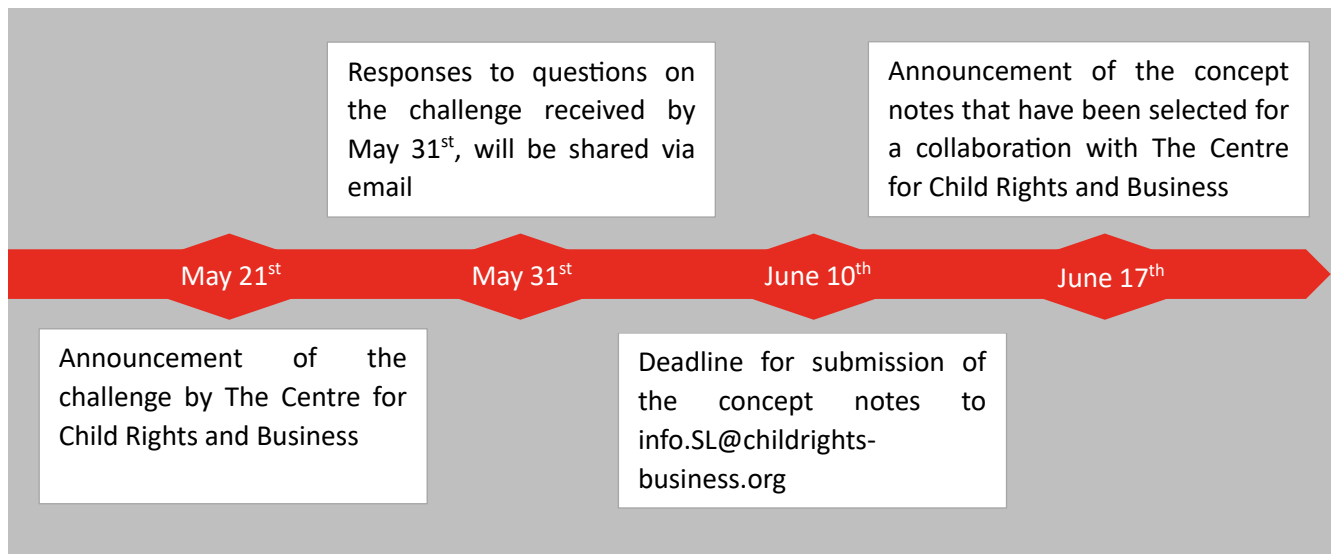 Responses to questions on
the challenge received by
May 31st, will be shared via
email
Announcement of the concept
notes that have been selected for
a collaboration with The Centre
for Child Rights and Business
May 21st
May 31st
June 10th
June 17th
Announcement of the
challenge by The Centre for
Child Rights and Business
Deadline for submission of
the concept notes to
info.SL@childrights-
business.org